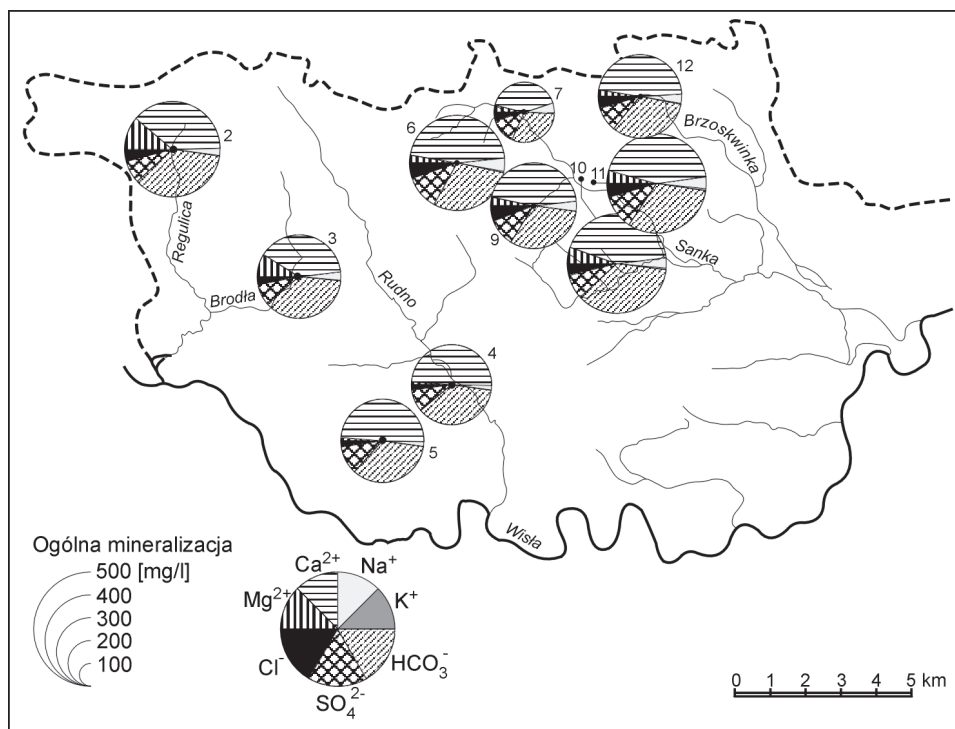 12
7
2
6
Brzoskwinka
10
11
Regulica
9
3
Sanka
Brodła
Rudno
4
5
Wisła
Ogólna mineralizacja
500 [mg/l]
400
300
200
100
Ca²⁺
Na⁺
Mg²⁺
K⁺
Cl⁻
HCO₃⁻
SO₄²⁻
0 1 2 3 4 5 km